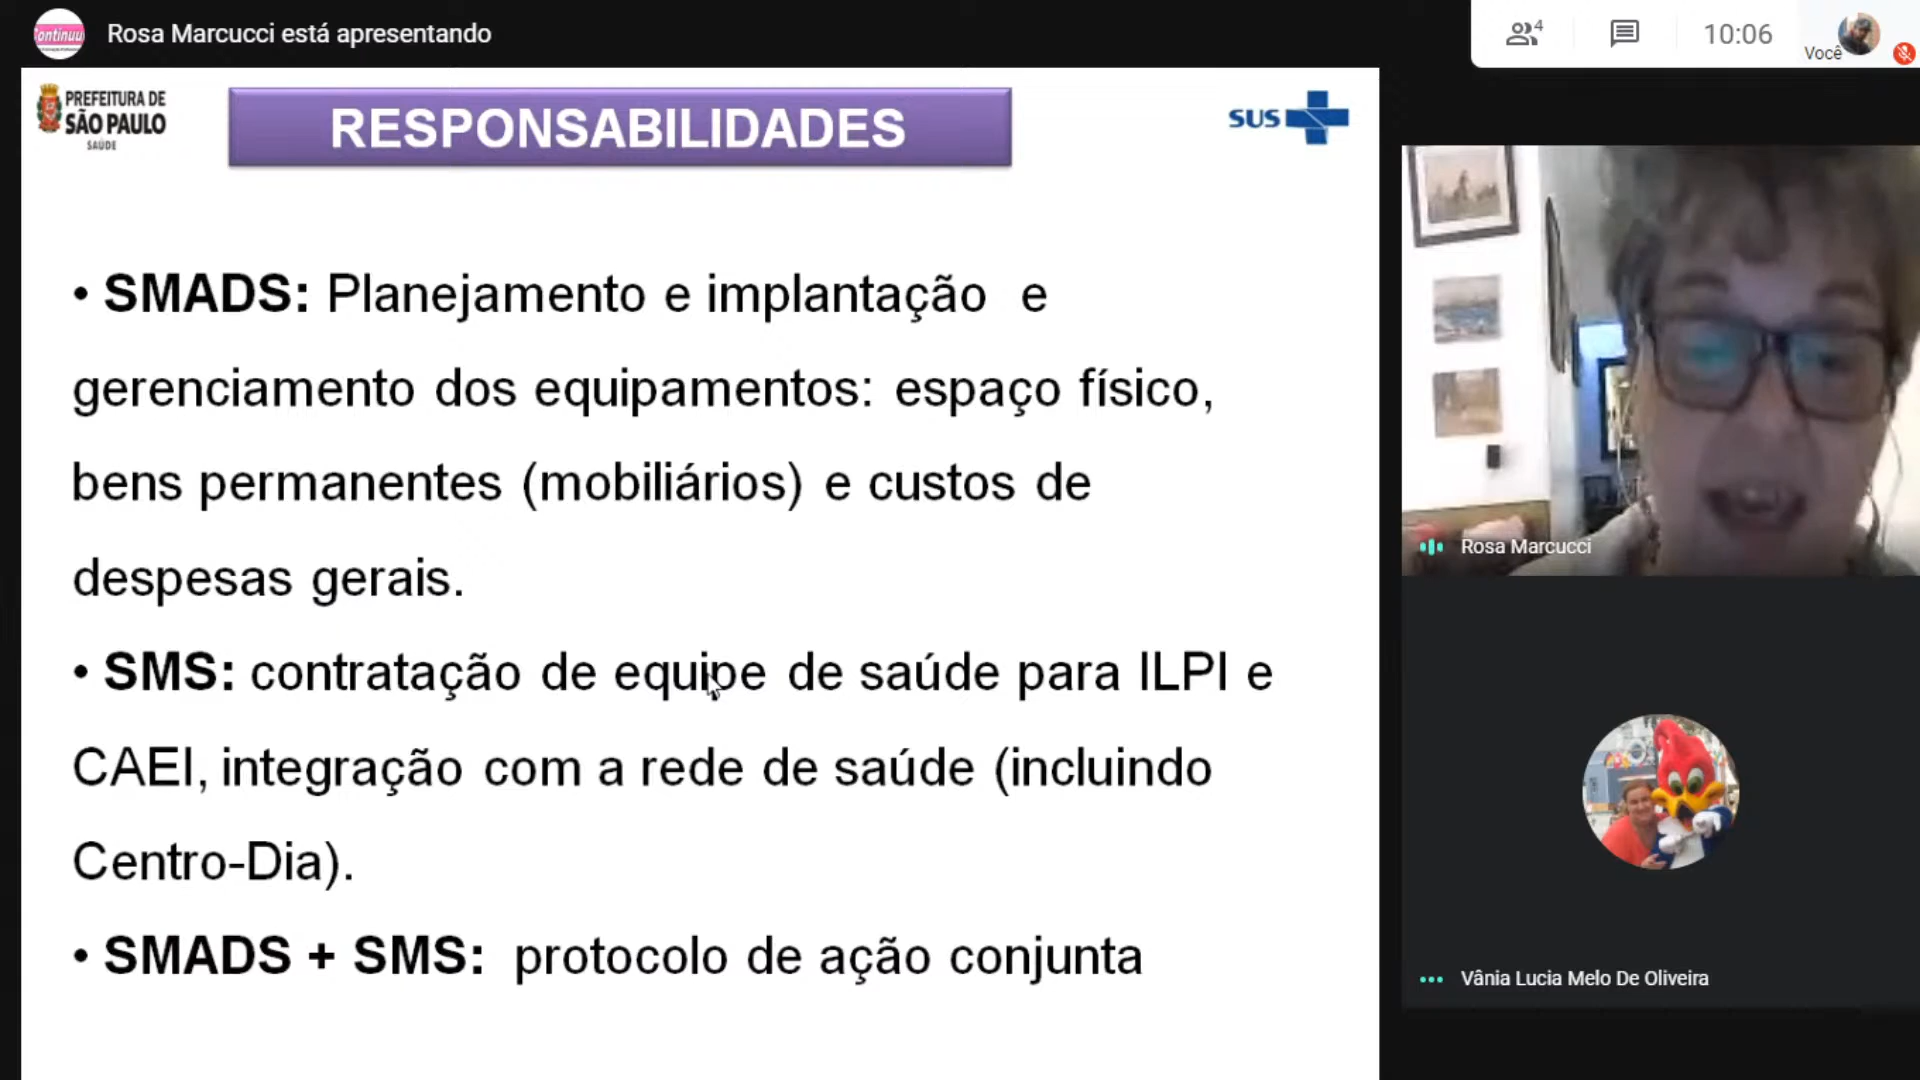 Continuu
Rosa Marcucci está apresentando
4
10:06
Você
PREFEITURA DE
SÃO PAULO
SAÚDE
RESPONSABILIDADES
SUS
• SMADS: Planejamento e implantação e
gerenciamento dos equipamentos: espaço físico,
bens permanentes (mobiliários) e custos de
despesas gerais.
• SMS: contratação de equipe de saúde para ILPI e
CAEI, integração com a rede de saúde (incluindo
Centro-Dia).
• SMADS + SMS: protocolo de ação conjunta
Rosa Marcucci
Vânia Lucia Melo De Oliveira